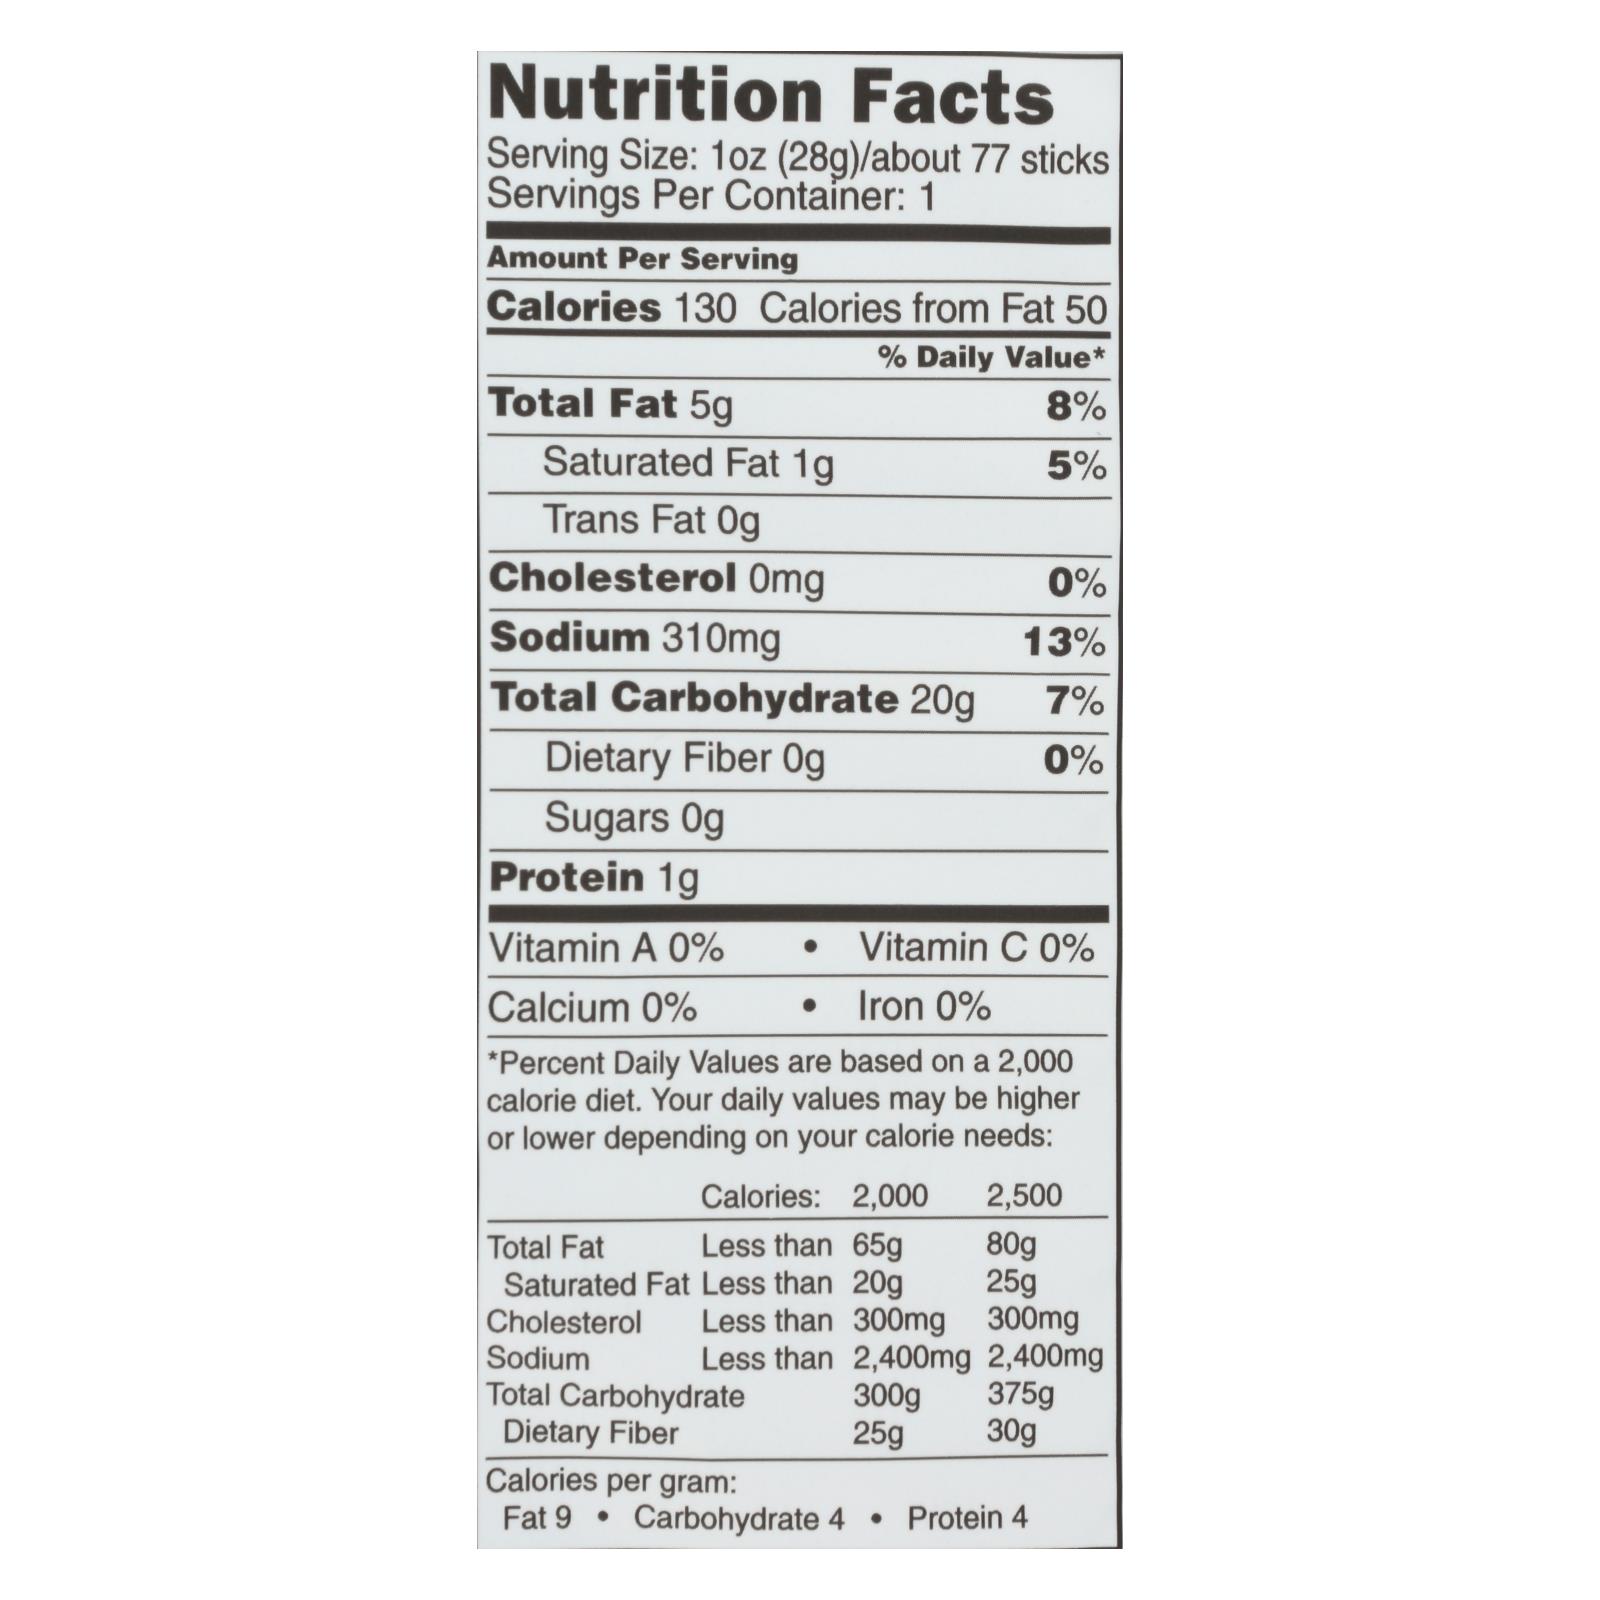 Nutrition Facts
Serving Size: 1oz (28g)/about 77 sticks
Servings Per Container: 1
Amount Per Serving
Calories 130 Calories from Fat 50
% Daily Value*
Total Fat 5g 8%
Saturated Fat 1g 5%
Trans Fat 0g
Cholesterol 0mg 0%
Sodium 310mg 13%
Total Carbohydrate 20g 7%
Dietary Fiber 0g 0%
Sugars 0g
Protein 1g
Vitamin A 0% • Vitamin C 0%
Calcium 0% • Iron 0%
*Percent Daily Values are based on a 2,000
calorie diet. Your daily values may be higher
or lower depending on your calorie needs:
Calories: 2,000 2,500
Total Fat Less than 65g 80g
Saturated Fat Less than 20g 25g
Cholesterol Less than 300mg 300mg
Sodium Less than 2,400mg 2,400mg
Total Carbohydrate 300g 375g
Dietary Fiber 25g 30g
Calories per gram:
Fat 9 • Carbohydrate 4 • Protein 4